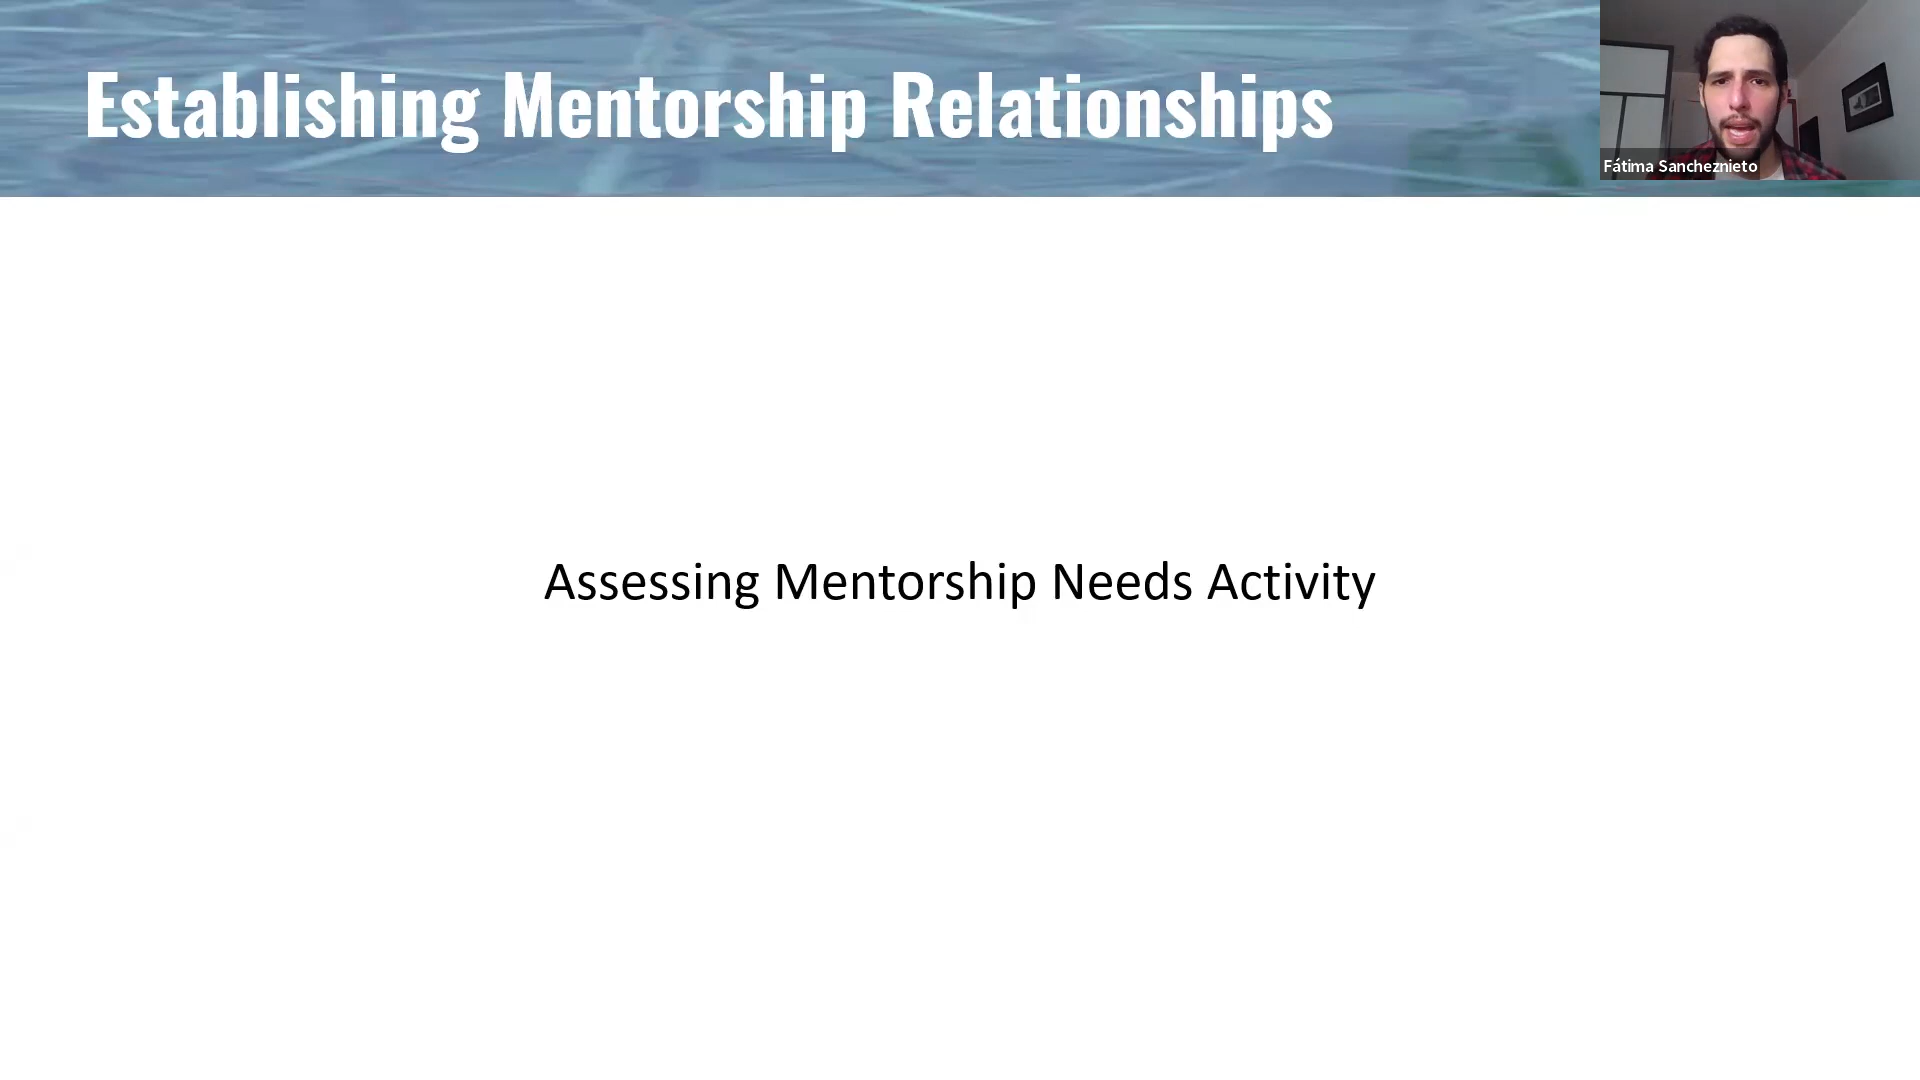 Establishing Mentorship Relationships
Fátima Sancheznieto
Assessing Mentorship Needs Activity